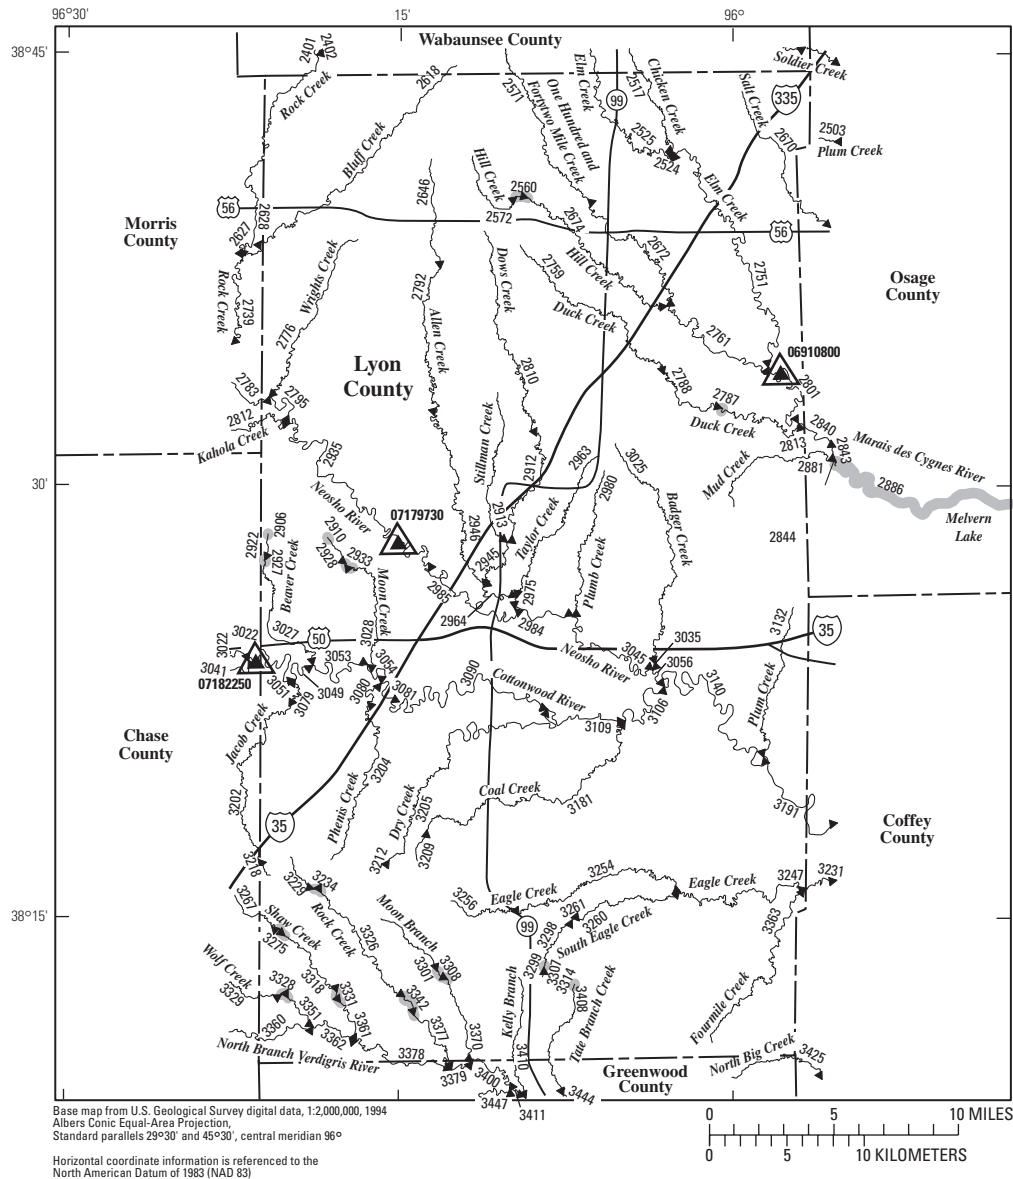 96°30'
15'
96°
38°45'
Wabaunsee County
2401
2402
Rock Creek
2618
Bluff Creek
2571
Elm Creek
One Hundred and
Fortytwo Mile Creek
2517
Chicken Creek
99
2525
2524
Salt Creek
Soldier Creek
335
2670
2503
Plum Creek
Elm Creek
Hill Creek
2560
2646
56
2628
2572
2674
56
Morris
County
2627
2672
Rock Creek
2739
Wrights Creek
2776
2792
Allen Creek
Dows Creek
2759
Hill Creek
Duck Creek
2751
Osage
County
2761
06910800
Lyon
County
2783
2795
2812
Kahola Creek
2810
2788
2787
Duck Creek
2801
2840
2813
2843
Marais des Cygnes River
2881
2886
Mud Creek
Melvern
Lake
30'
2935
Neosho River
Stillman Creek
2912
2963
2980
3025
Badger Creek
2844
2906
2922
2927
Beaver Creek
2910
2928
2933
07179730
Moon Creek
2946
2913
2945
Taylor Creek
2985
2964
2975
2984
Plumb Creek
3132
35
3022
3022
3027
50
3028
3041
07182250
3051
3053
3049
3079
3054
3080
3081
3090
Cottonwood River
Neosho River
3035
3045
3056
3106
3140
Plum Creek
3109
Chase
County
Jacob Creek
3202
3204
Phenis Creek
Dry Creek
3205
3212
3209
Coal Creek
3181
3191
Coffey
County
35
3218
38°15'
3229
3234
3267
Shaw Creek
3275
Rock Creek
3326
Moon Branch
3256
Eagle Creek
3254
Eagle Creek
3247
3231
99
3261
3260
3298
South Eagle Creek
3299
3307
3314
3408
3363
Wolf Creek
3329
3328
3318
3331
3351
3360
3362
3361
3301
3308
3342
3371
3370
Kelly Branch
3410
Tate Branch Creek
Fourmile Creek
North Branch Verdigris River
3378
3379
3400
3447
3411
3444
Greenwood
County
North Big Creek
3425
Base map from U.S. Geological Survey digital data, 1:2,000,000, 1994
Albers Conic Equal-Area Projection,
Standard parallels 29°30' and 45°30', central meridian 96°
Horizontal coordinate information is referenced to the
North American Datum of 1983 (NAD 83)
0 5 10 MILES
0 5 10 KILOMETERS